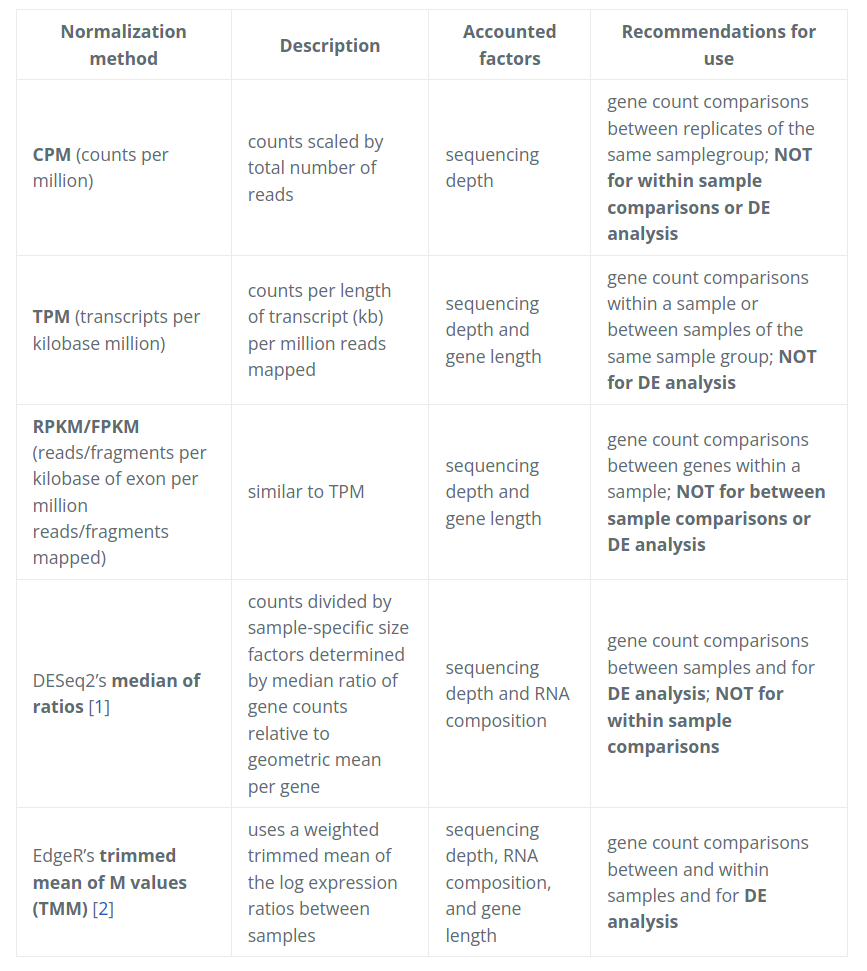 Normalization
method
Description
Accounted
factors
Recommendations for
use
CPM (counts per
million)
counts scaled by
total number of
reads
sequencing
depth
gene count comparisons
between replicates of the
same samplegroup; NOT
for within sample
comparisons or DE
analysis
TPM (transcripts per
kilobase million)
counts per length
of transcript (kb)
per million reads
mapped
sequencing
depth and
gene length
gene count comparisons
within a sample or
between samples of the
same sample group; NOT
for DE analysis
RPKM/FPKM
(reads/fragments per
kilobase of exon per
million
reads/fragments
mapped)
similar to TPM
sequencing
depth and
gene length
gene count comparisons
between genes within a
sample; NOT for between
sample comparisons or
DE analysis
DESeq2’s median of
ratios [1]
counts divided by
sample-specific size
factors determined
by median ratio of
gene counts
relative to
geometric mean
per gene
sequencing
depth and RNA
composition
gene count comparisons
between samples and for
DE analysis; NOT for
within sample
comparisons
EdgeR’s trimmed
mean of M values
(TMM) [2]
uses a weighted
trimmed mean of
the log expression
ratios between
samples
sequencing
depth, RNA
composition,
and gene
length
gene count comparisons
between and within
samples and for DE
analysis